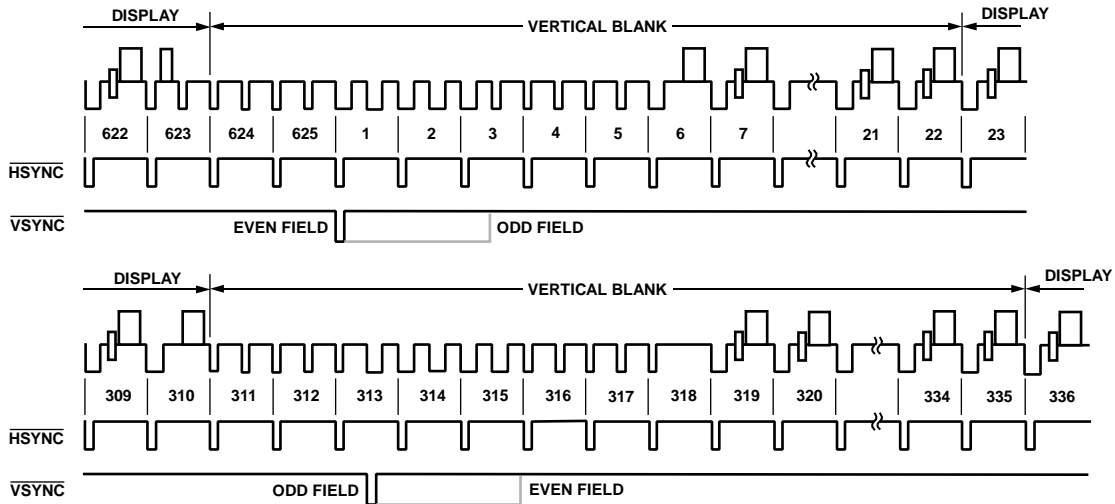 DISPLAY VERTICAL BLANK DISPLAY
622 623 624 625 1 2 3 4 5 6 7 21 22 23
HSYNC
VSYNC EVEN FIELD ODD FIELD
DISPLAY VERTICAL BLANK DISPLAY
309 310 311 312 313 314 315 316 317 318 319 320 334 335 336
HSYNC
VSYNC ODD FIELD EVEN FIELD